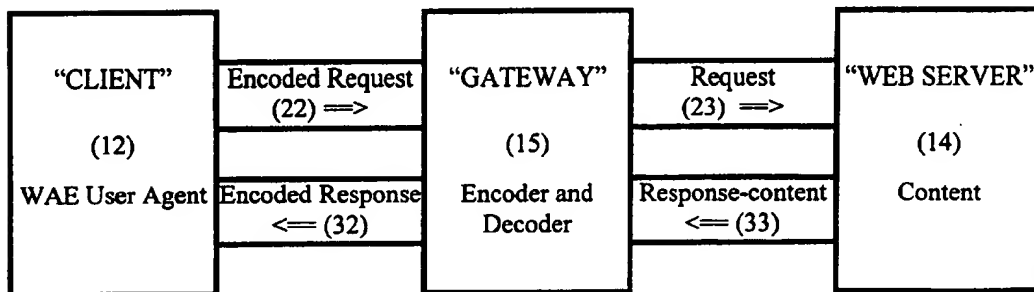 “CLIENT”
(12)
WAE User Agent
Encoded Request
(22) ==>
Encoded Response
<== (32)
“GATEWAY”
(15)
Encoder and
Decoder
Request
(23) ==>
Response-content
<== (33)
“WEB SERVER”
(14)
Content